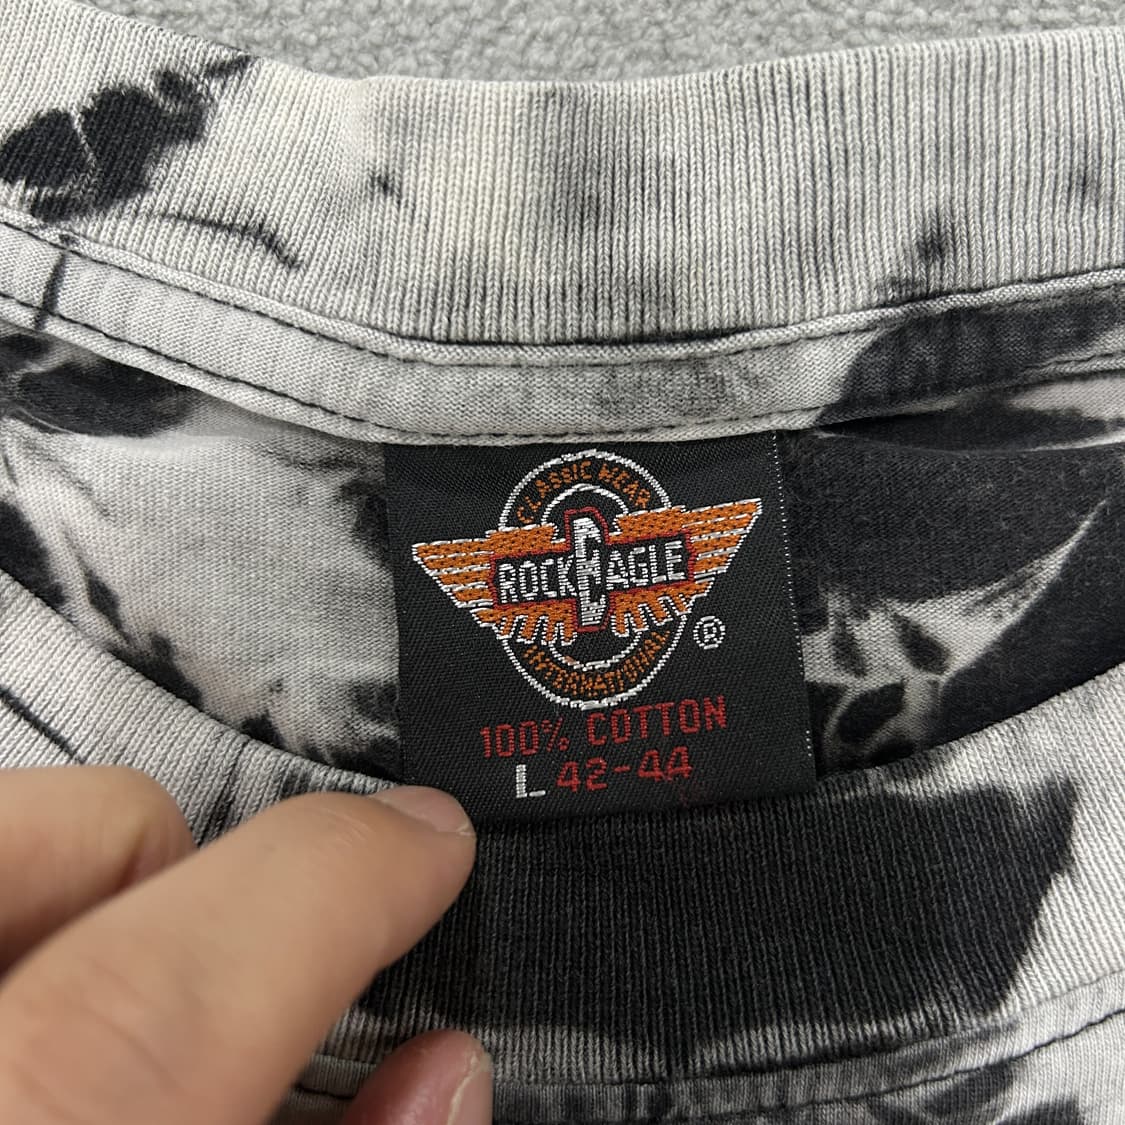 CLASSIC WEAR
ROCK EAGLE
INTERNATIONAL
®
100% COTTON
L 42-44